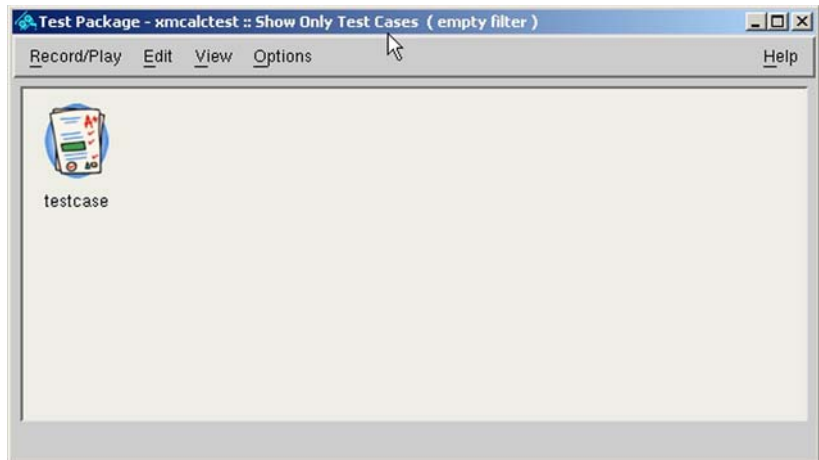 Test Package - xmcalctest :: Show Only Test Cases ( empty filter )
Record/Play Edit View Options Help
A+
testcase